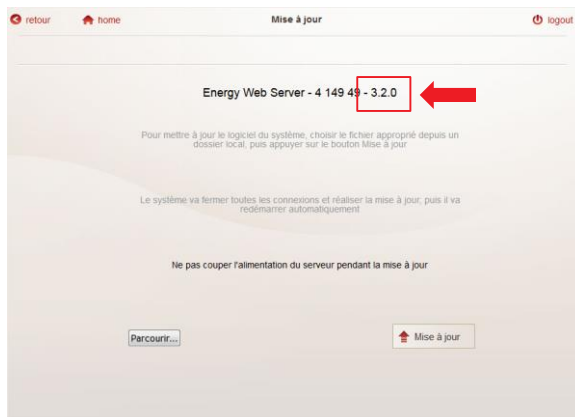 retour home Mise à jour logout
Energy Web Server - 4 149 49 - 3.2.0
Pour mettre à jour le logiciel du système, choisir le fichier approprié depuis un
dossier local, puis appuyer sur le bouton Mise à jour
Le système va fermer toutes les connexions et réaliser la mise à jour, puis il va
redémarrer automatiquement
Ne pas couper l'alimentation du serveur pendant la mise à jour
Parcourir... Mise à jour